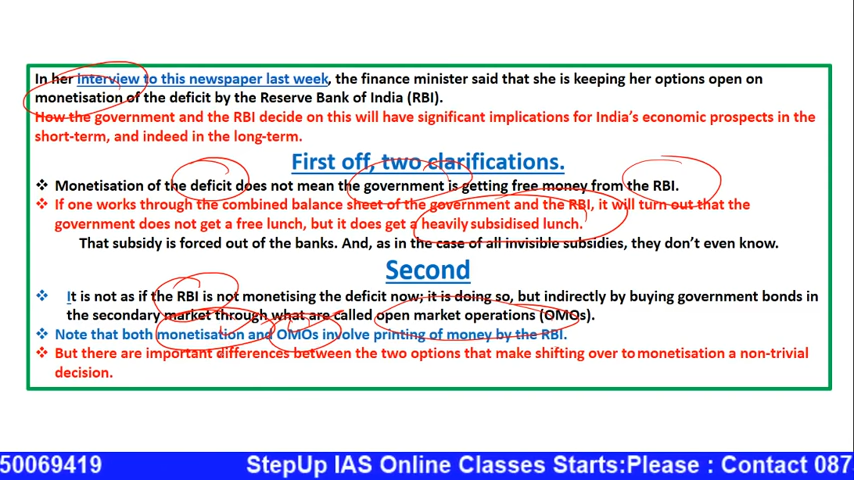 In her interview to this newspaper last week, the finance minister said that she is keeping her options open on
monetisation of the deficit by the Reserve Bank of India (RBI).
How the government and the RBI decide on this will have significant implications for India's economic prospects in the
short-term, and indeed in the long-term.
First off, two clarifications.
❖ Monetisation of the deficit does not mean the government is getting free money from the RBI.
❖ If one works through the combined balance sheet of the government and the RBI, it will turn out that the
government does not get a free lunch, but it does get a heavily subsidised lunch.
That subsidy is forced out of the banks. And, as in the case of all invisible subsidies, they don't even know.
Second
❖ It is not as if the RBI is not monetising the deficit now; it is doing so, but indirectly by buying government bonds in
the secondary market through what are called open market operations (OMOs).
❖ Note that both monetisation and OMOs involve printing of money by the RBI.
❖ But there are important differences between the two options that make shifting over to monetisation a non-trivial
decision.
50069419 StepUp IAS Online Classes Starts:Please : Contact 087